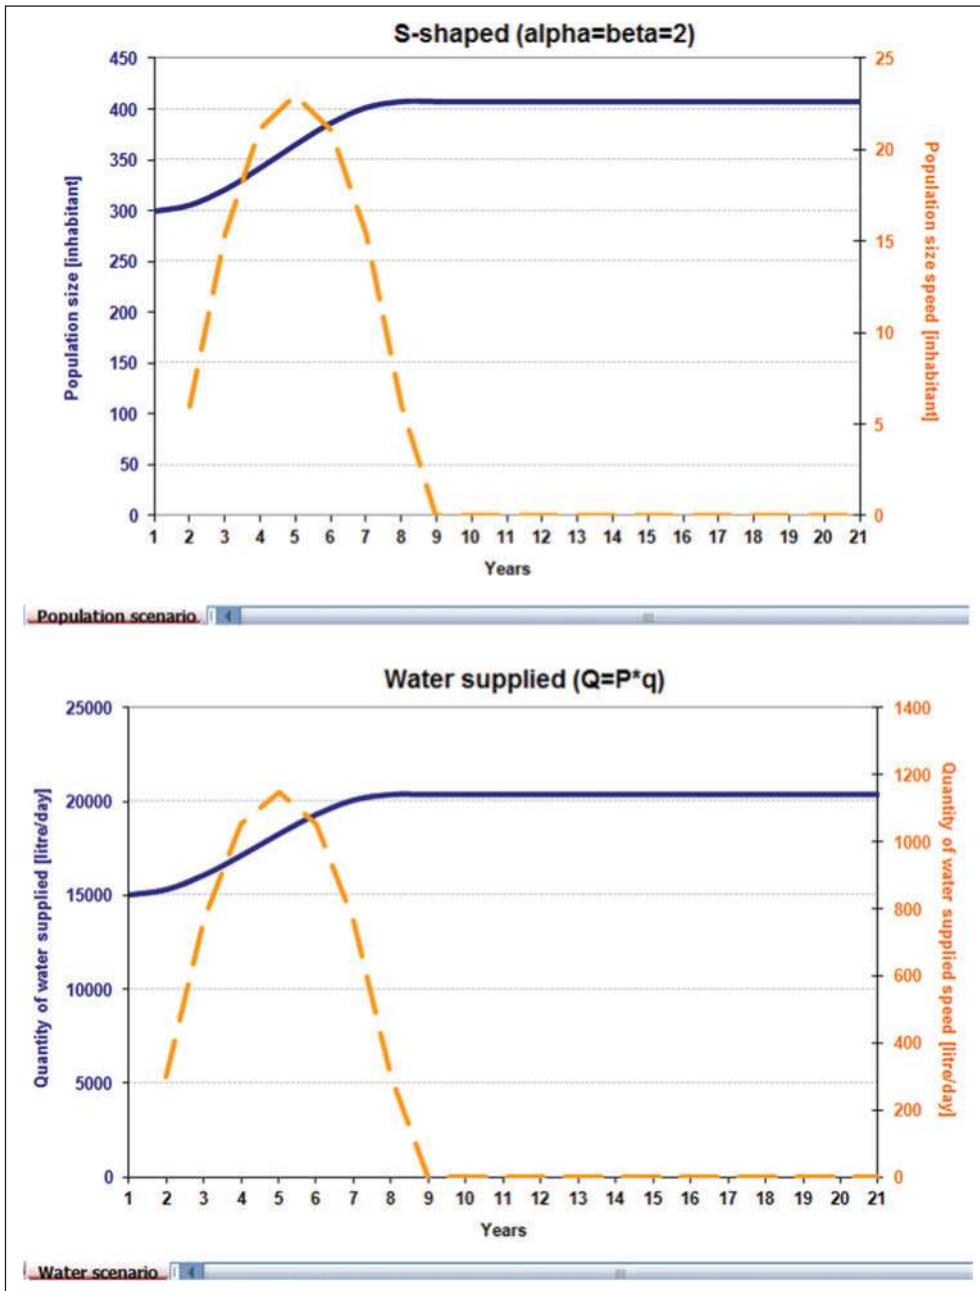 S-shaped (alpha=beta=2)
450
400
350
300
250
200
150
100
50
0
Population size [inhabitant]
25
20
15
10
5
0
Population size speed [inhabitant]
1 2 3 4 5 6 7 8 9 10 11 12 13 14 15 16 17 18 19 20 21
Years
Population scenario
Water supplied (Q=P*q)
25000
20000
15000
10000
5000
0
Quantity of water supplied [litre/day]
1400
1200
1000
800
600
400
200
0
Quantity of water supplied speed [litre/day]
1 2 3 4 5 6 7 8 9 10 11 12 13 14 15 16 17 18 19 20 21
Years
Water scenario